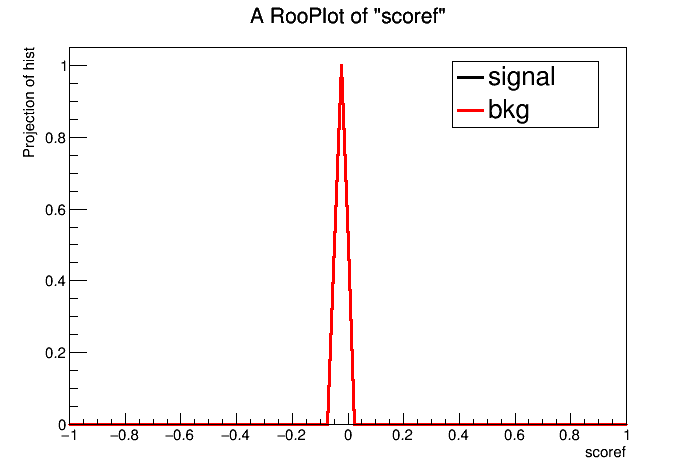 A RooPlot of "scoref"
Projection of hist
signal
bkg
1
0.8
0.6
0.4
0.2
0
−1 −0.8 −0.6 −0.4 −0.2 0 0.2 0.4 0.6 0.8 1
scoref